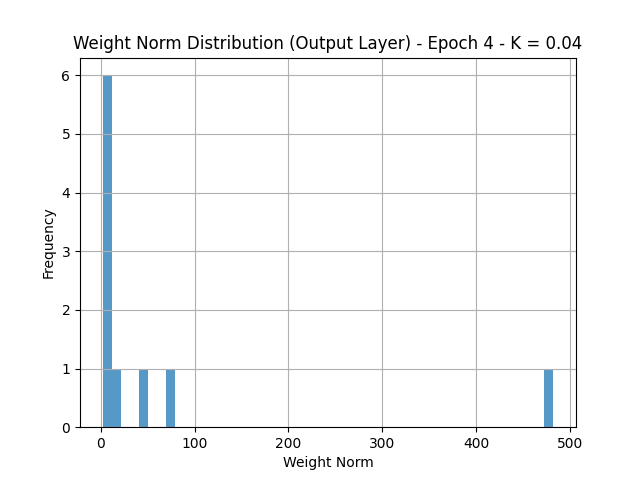 Weight Norm Distribution (Output Layer) - Epoch 4 - K = 0.04
6
5
4
3
2
1
0
Frequency
0 100 200 300 400 500
Weight Norm